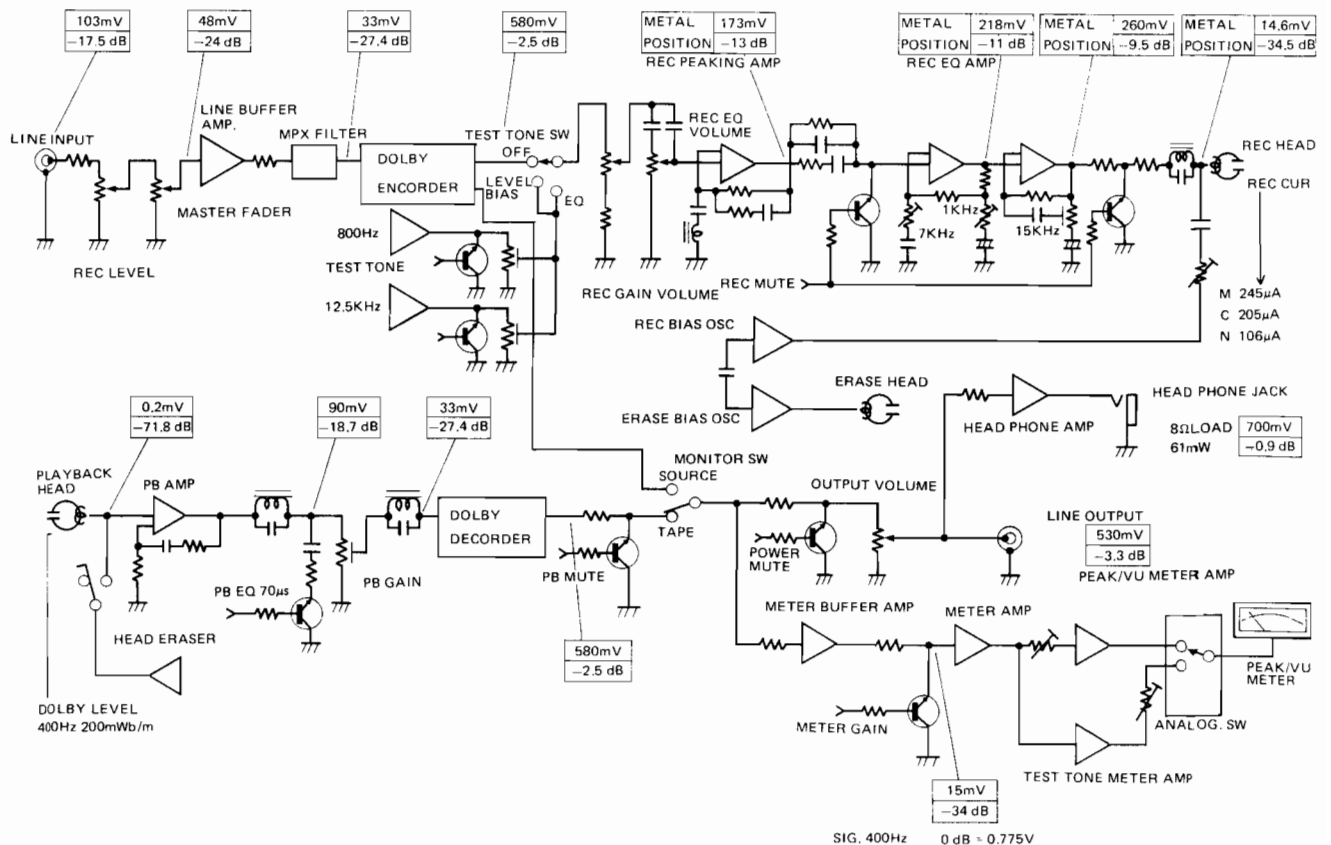 103mV
−17.5 dB
48mV
−24 dB
33mV
−27.4 dB
580mV
−2.5 dB
METAL POSITION
173mV
−13 dB
REC PEAKING AMP
METAL POSITION
218mV
−11 dB
REC EQ AMP
METAL POSITION
260mV
−9.5 dB
METAL POSITION
14.6mV
−34.5 dB
LINE INPUT
LINE BUFFER
AMP.
MPX FILTER
DOLBY
ENCORDER
TEST TONE SW
OFF
LEVEL
BIAS
EQ
REC EQ
VOLUME
REC HEAD
REC CUR
MASTER FADER
REC LEVEL
800Hz
TEST TONE
12.5KHz
REC GAIN VOLUME
REC MUTE
7KHz
1KHz
15KHz
M 245µA
C 205µA
N 106µA
REC BIAS OSC
ERASE BIAS OSC
ERASE HEAD
HEAD PHONE AMP
HEAD PHONE JACK
8ΩLOAD
61mW
700mV
−0.9 dB
0.2mV
−71.8 dB
90mV
−18.7 dB
33mV
−27.4 dB
PLAYBACK
HEAD
PB AMP
PB EQ 70µs
PB GAIN
DOLBY
DECORDER
MONITOR SW
SOURCE
TAPE
PB MUTE
580mV
−2.5 dB
OUTPUT VOLUME
POWER
MUTE
LINE OUTPUT
530mV
−3.3 dB
PEAK/VU METER AMP
HEAD ERASER
DOLBY LEVEL
400Hz 200mWb/m
METER BUFFER AMP
METER AMP
METER GAIN
PEAK/VU
METER
ANALOG. SW
TEST TONE METER AMP
15mV
−34 dB
SIG, 400Hz 0 dB = 0.775V